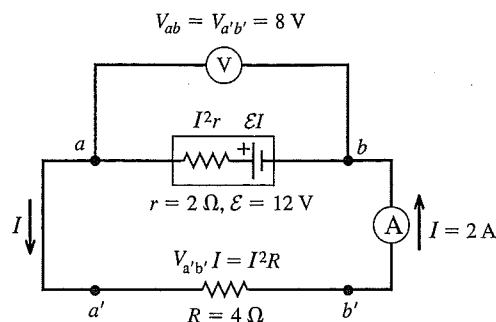 V_ab = V_a'b' = 8 V
V
I²r ℰI
a + b
r = 2 Ω, ℰ = 12 V
I A I = 2 A
V_a'b' I = I²R
a' b'
R = 4 Ω